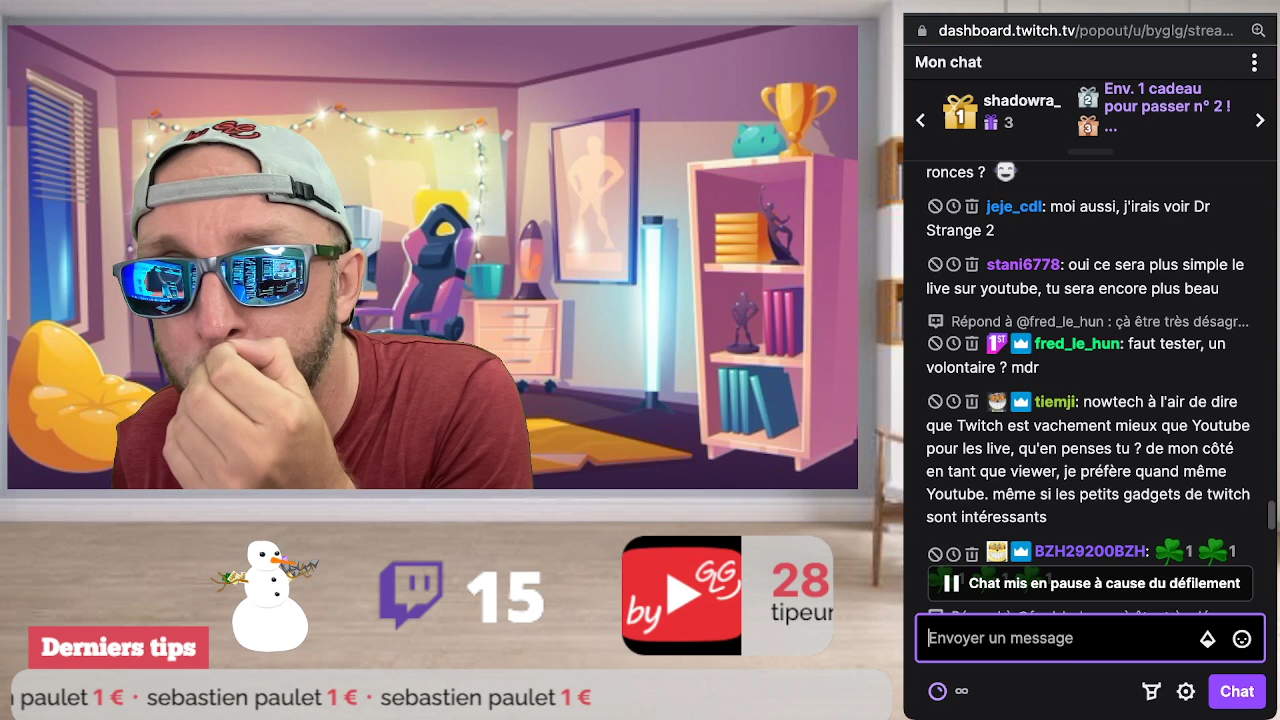 dashboard.twitch.tv/popout/u/byglg/strea...
Mon chat
1
shadowra_
3
2
Env. 1 cadeau
pour passer n° 2 !
3
...
ronces ?
jeje_cdl: moi aussi, j'irais voir Dr
Strange 2
stani6778: oui ce sera plus simple le
live sur youtube, tu sera encore plus beau
Répond à @fred_le_hun : çà être très désagr...
1ST fred_le_hun: faut tester, un
volontaire ? mdr
tiemji: nowtech à l'air de dire
que Twitch est vachement mieux que Youtube
pour les live, qu'en penses tu ? de mon côté
en tant que viewer, je préfère quand même
Youtube. même si les petits gadgets de twitch
sont intéressants
BZH29200BZH: 1 1
Chat mis en pause à cause du défilement
Envoyer un message
Chat
15
by GG
28
tipeur
Derniers tips
paulet 1 € · sebastien paulet 1 € · sebastien paulet 1 €